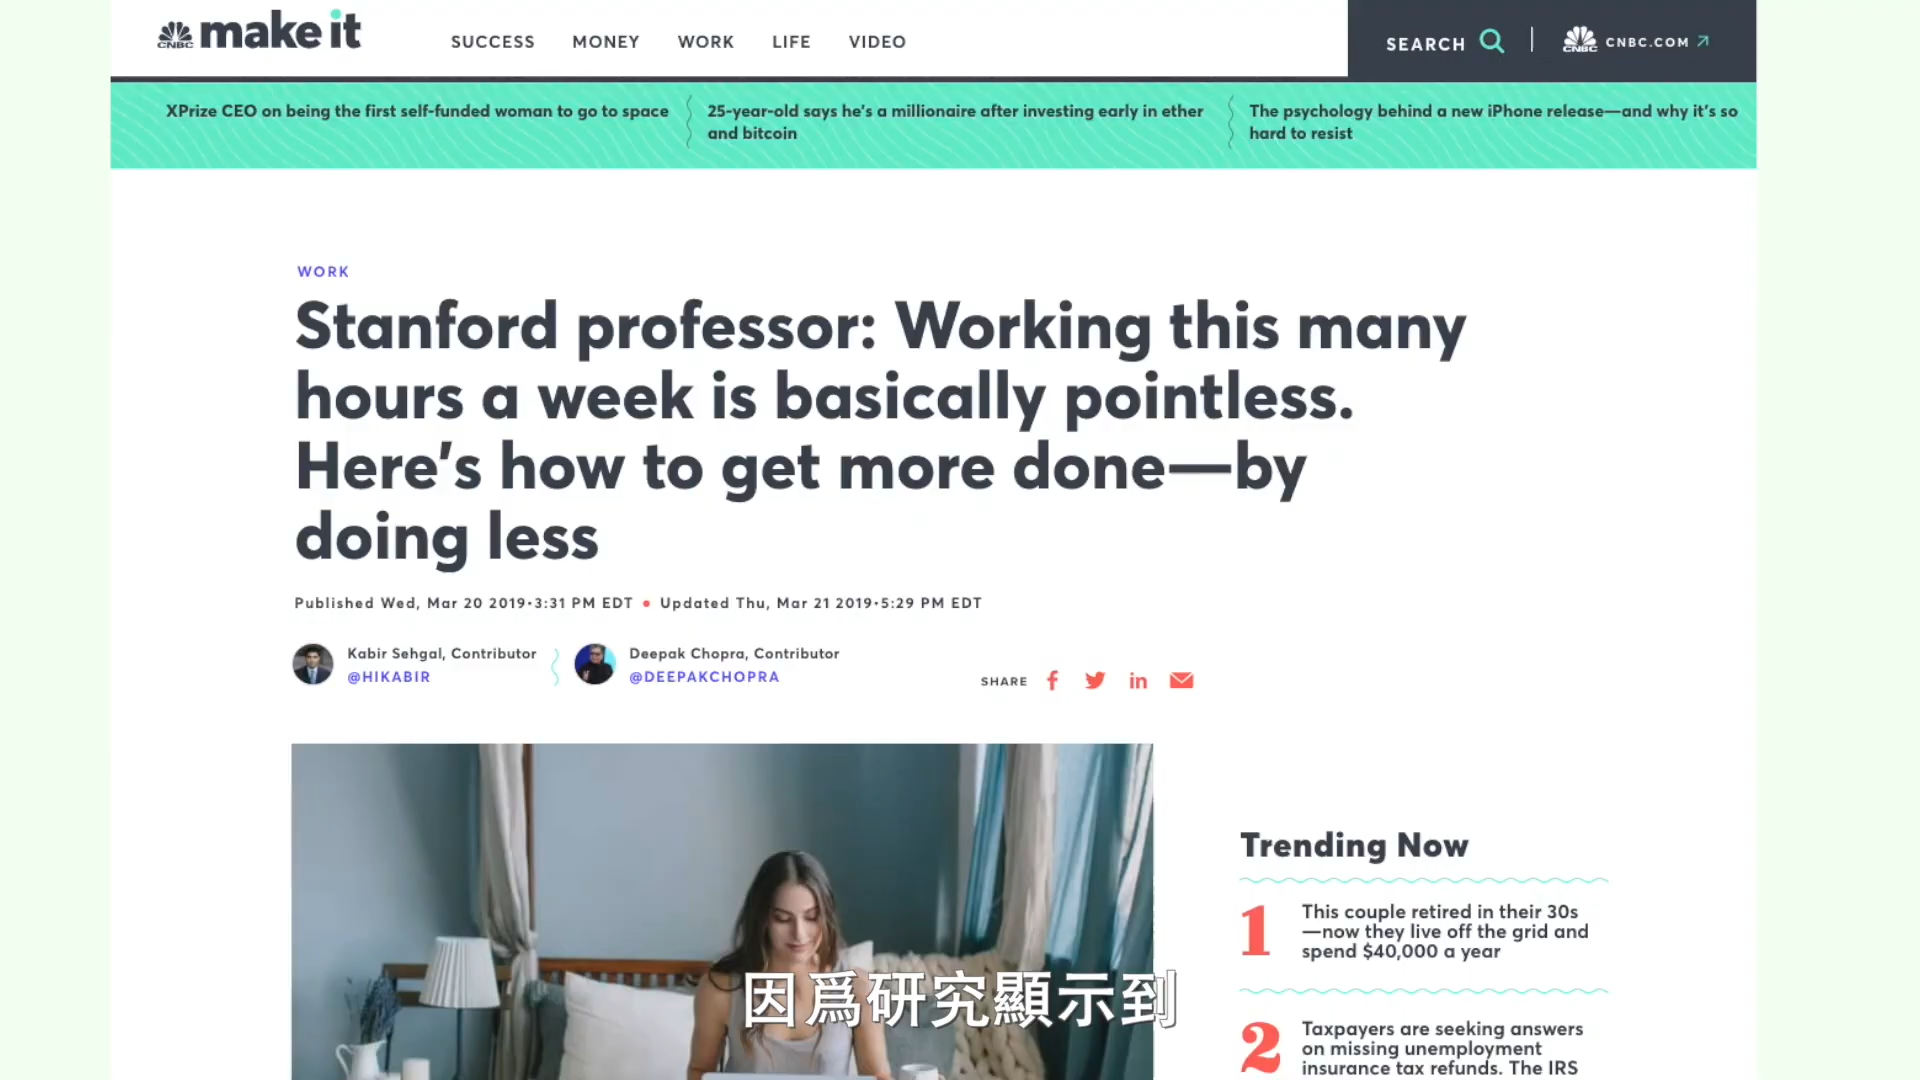 CNBC make it
SUCCESS MONEY WORK LIFE VIDEO
SEARCH CNBC CNBC.COM
XPrize CEO on being the first self-funded woman to go to space
25-year-old says he's a millionaire after investing early in ether
and bitcoin
The psychology behind a new iPhone release—and why it's so
hard to resist
WORK
Stanford professor: Working this many
hours a week is basically pointless.
Here's how to get more done—by
doing less
Published Wed, Mar 20 2019•3:31 PM EDT • Updated Thu, Mar 21 2019•5:29 PM EDT
Kabir Sehgal, Contributor
@HIKABIR
Deepak Chopra, Contributor
@DEEPAKCHOPRA
SHARE
Trending Now
1
This couple retired in their 30s
—now they live off the grid and
spend $40,000 a year
2
Taxpayers are seeking answers
on missing unemployment
insurance tax refunds. The IRS
因爲研究顯示到